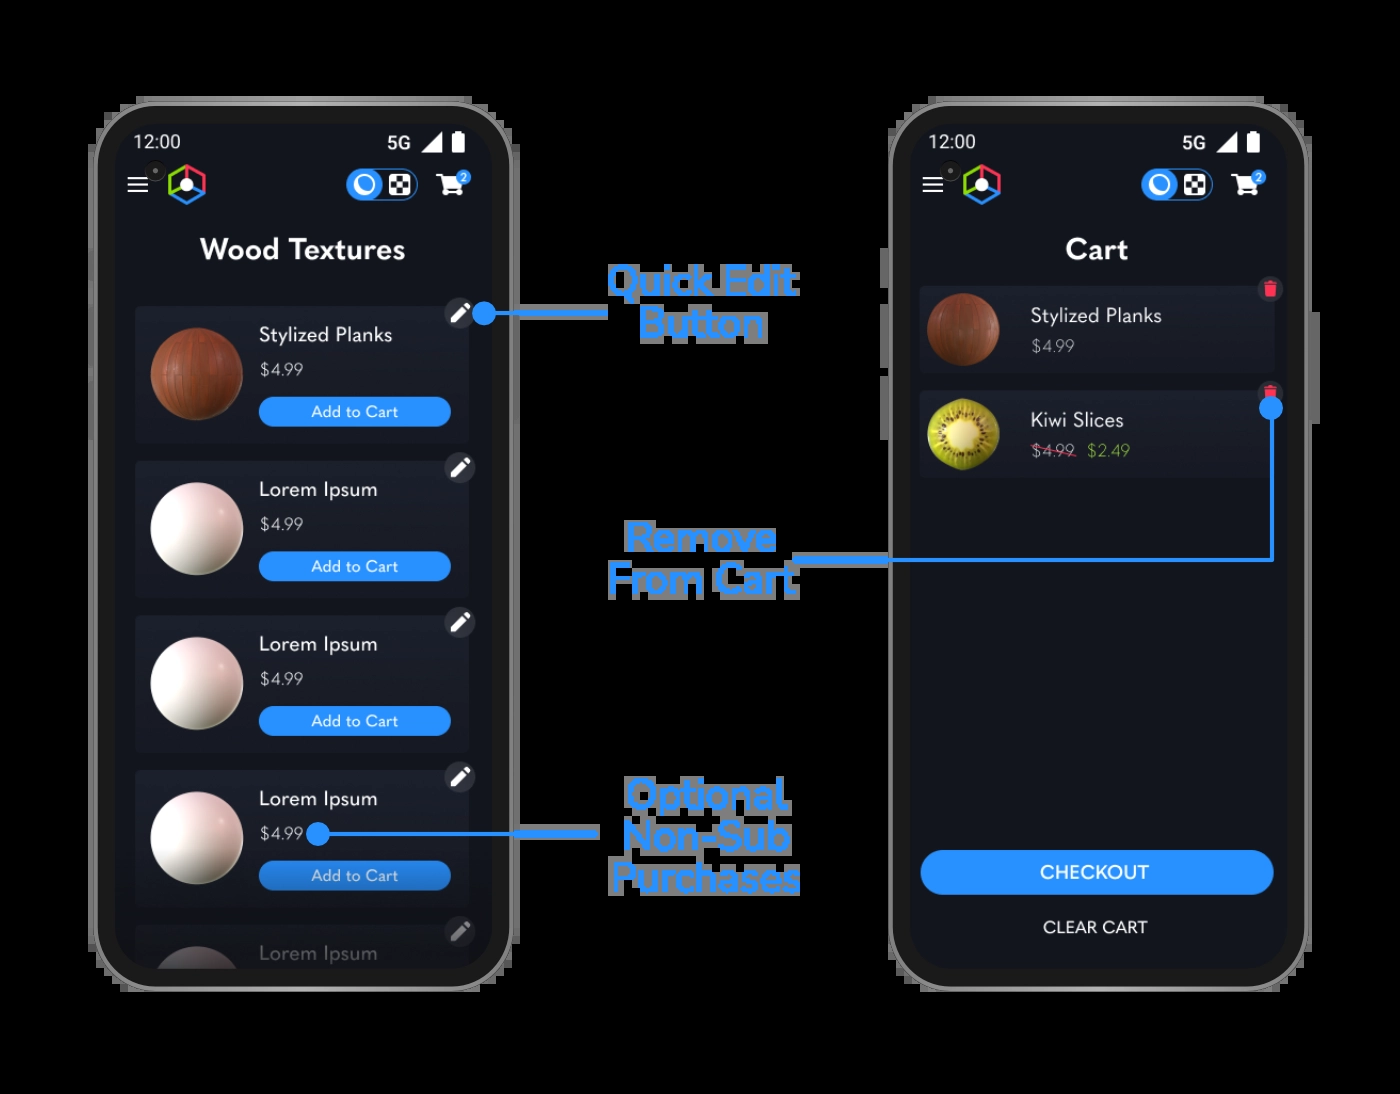 12:00
5G
2
Wood Textures
Stylized Planks
$4.99
Add to Cart
Lorem Ipsum
$4.99
Add to Cart
Lorem Ipsum
$4.99
Add to Cart
Lorem Ipsum
$4.99
Add to Cart
Lorem Ipsum
Quick Edit
Button
Remove
From Cart
Optional
Non-Sub
Purchases
12:00
5G
2
Cart
Stylized Planks
$4.99
Kiwi Slices
$4.99 $2.49
CHECKOUT
CLEAR CART